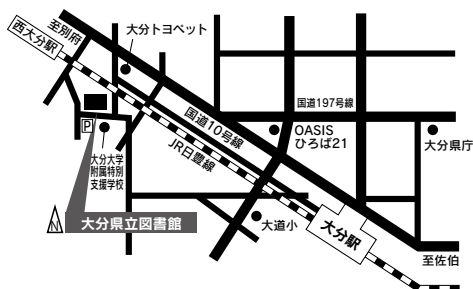 至別府
大分トヨペット
西大分駅
国道197号線
国道10号線
OASIS
ひろば21
大分県庁
P
JR日豊線
大分大学
附属特別
支援学校
N
大分県立図書館
大道小
大分駅
至佐伯